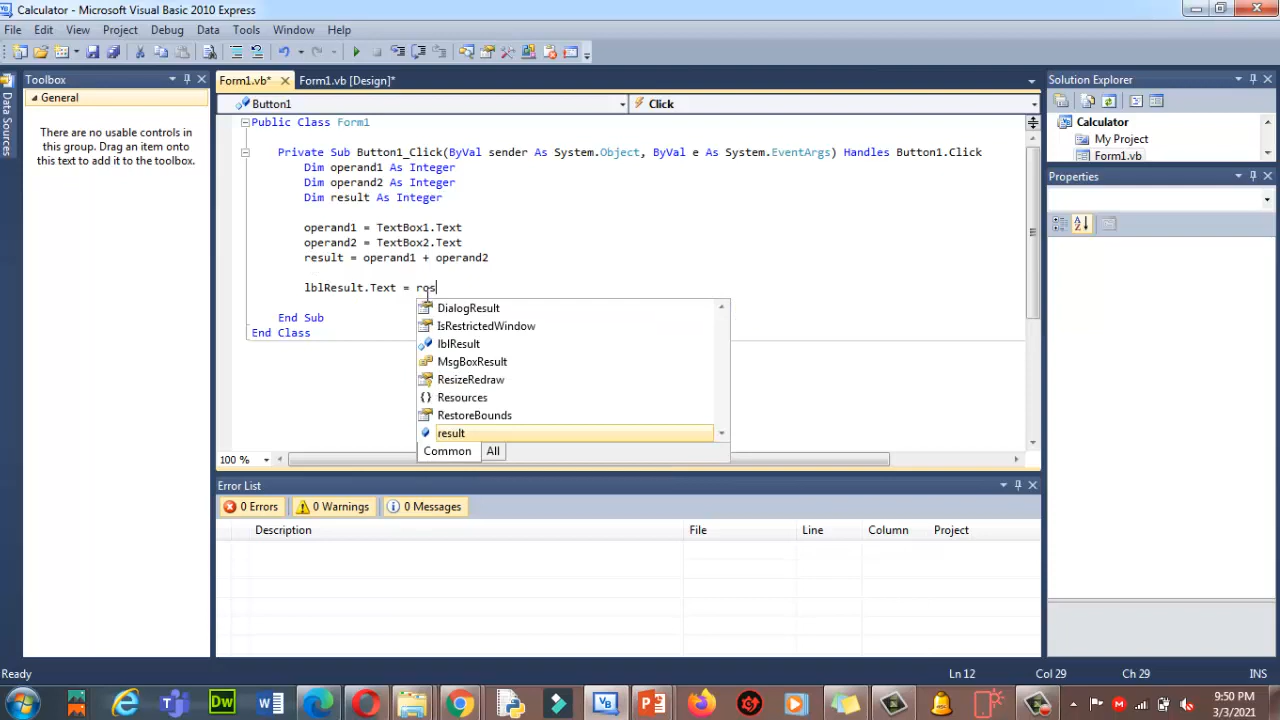 Calculator - Microsoft Visual Basic 2010 Express
File Edit View Project Debug Data Tools Window Help
Toolbox
Form1.vb* Form1.vb [Design]*
Solution Explorer
Data Sources
General
There are no usable controls in
this group. Drag an item onto
this text to add it to the toolbox.
Button1 Click
Public Class Form1
Private Sub Button1_Click(ByVal sender As System.Object, ByVal e As System.EventArgs) Handles Button1.Click
Dim operand1 As Integer
Dim operand2 As Integer
Dim result As Integer
operand1 = TextBox1.Text
operand2 = TextBox2.Text
result = operand1 + operand2
lblResult.Text = ros
End Sub
End Class
DialogResult
IsRestrictedWindow
lblResult
MsgBoxResult
ResizeRedraw
{} Resources
RestoreBounds
result
Common All
100 %
Calculator
My Project
Form1.vb
Properties
Error List
0 Errors 0 Warnings 0 Messages
Description File Line Column Project
Ready Ln 12 Col 29 Ch 29 INS
Dw
9:50 PM
3/3/2021